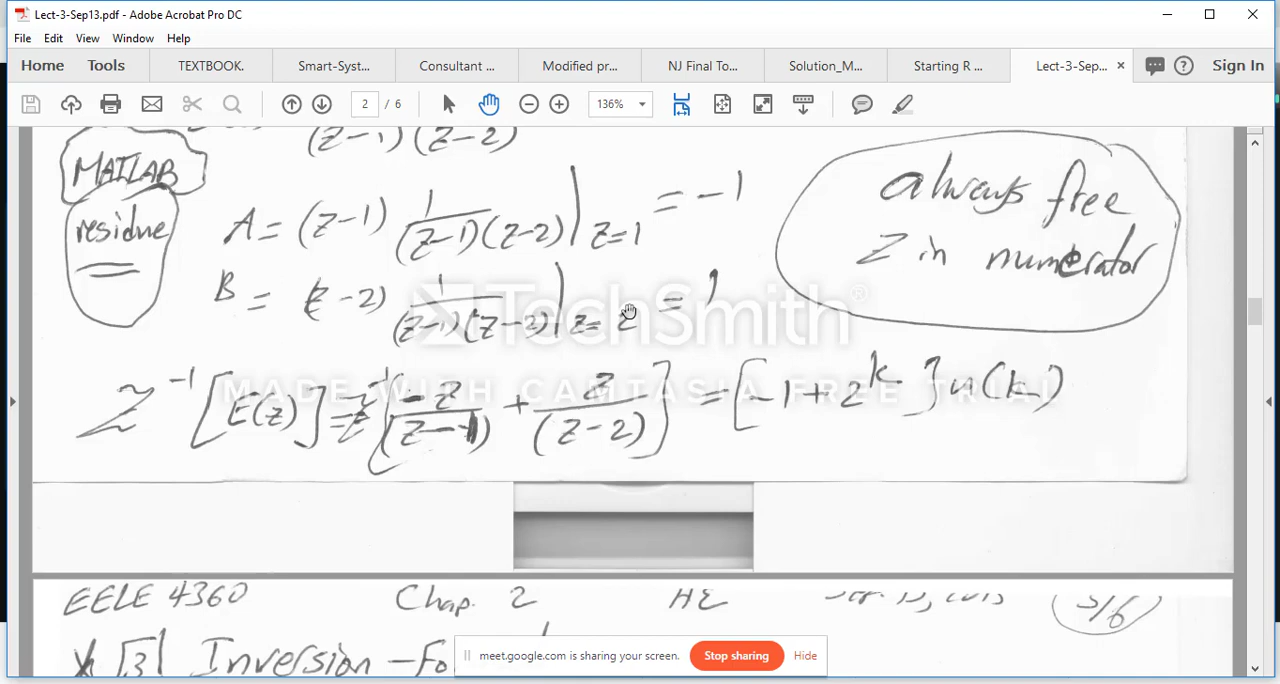 Lect-3-Sep13.pdf - Adobe Acrobat Pro DC
File Edit View Window Help
Home Tools TEXTBOOK. Smart-Syst... Consultant ... Modified pr... NJ Final To... Solution_M... Starting R ... Lect-3-Sep... × Sign In
2 / 6 136%
(z-1)(z-2)
MATLAB
residue
always free
z in numerator
A = (z-1) 1/(z-1)(z-2) | z=1 = -1
B = (z-2) 1/(z-1)(z-2) | z=2 = 1
TechSmith
MADE WITH CAMTASIA FREE TRIAL
Z⁻¹[E(z)] = z⁻¹[-z/(z-1) + z/(z-2)] = [-1+2^k] u(k)
EELE 4360 Chap. 2 3/6
[3] Inversion-Fo
meet.google.com is sharing your screen. Stop sharing Hide